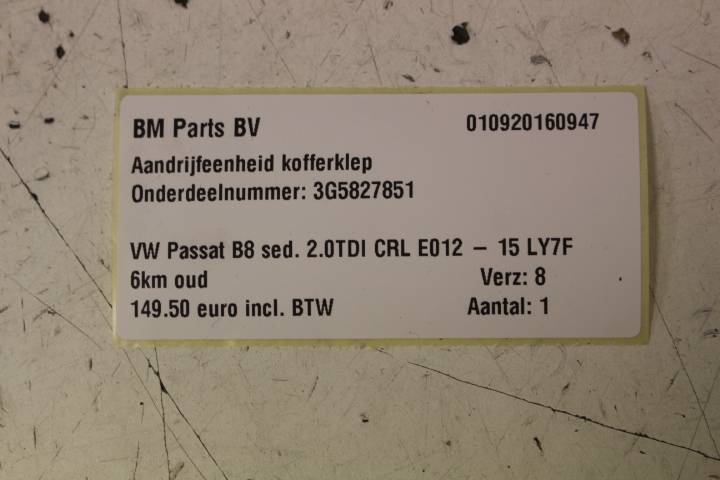 BM Parts BV 010920160947
Aandrijfeenheid kofferklep
Onderdeelnummer: 3G5827851
VW Passat B8 sed. 2.0TDI CRL E012 – 15 LY7F
6km oud Verz: 8
149.50 euro incl. BTW Aantal: 1